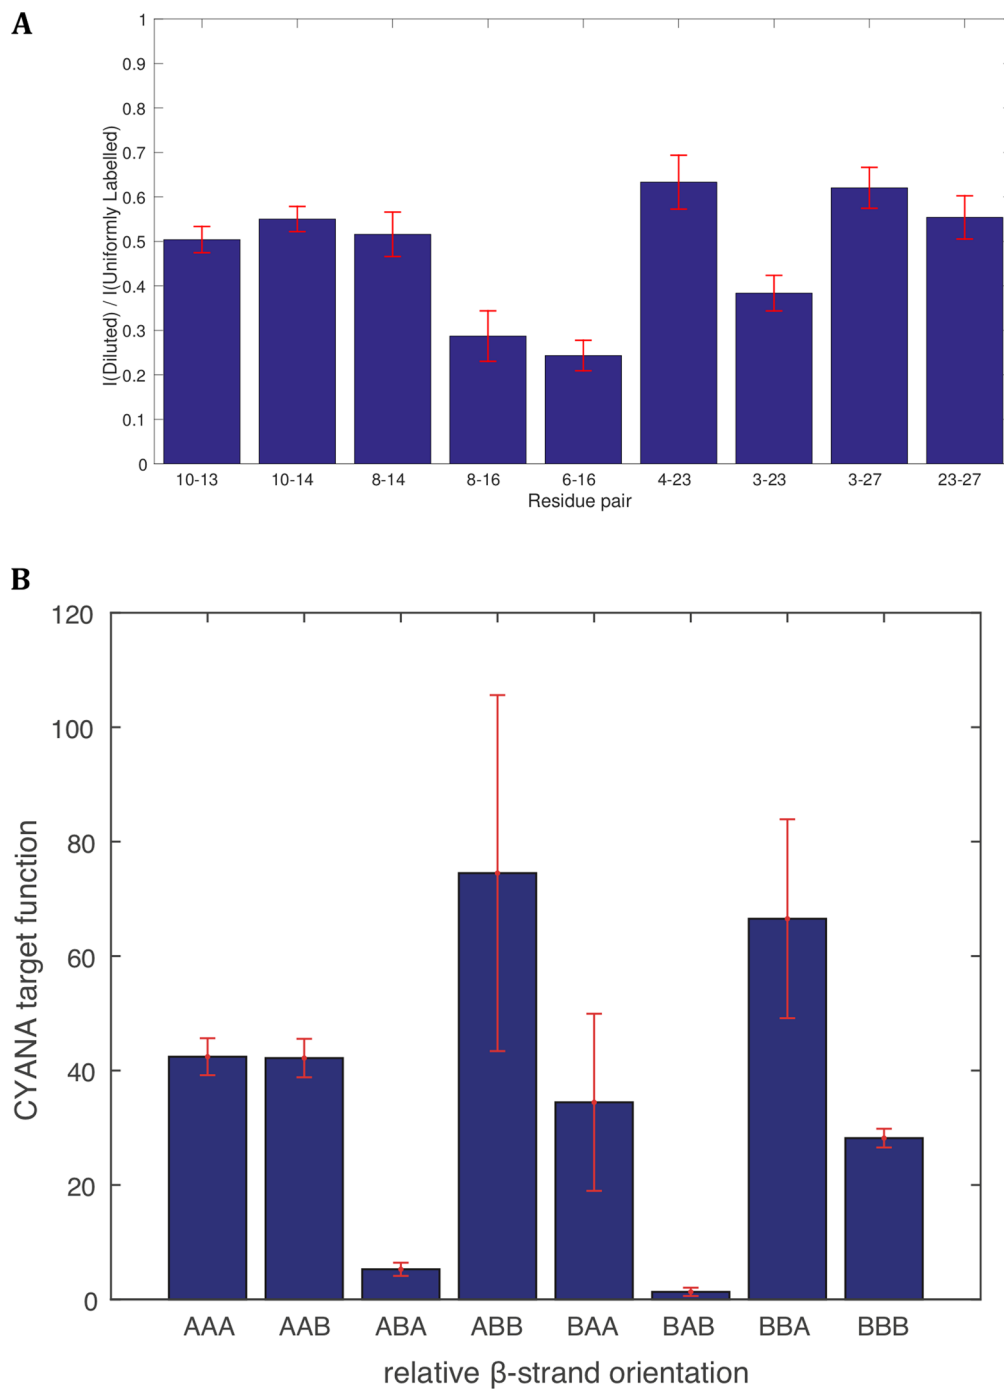 A
1
0.9
0.8
0.7
0.6
0.5
0.4
0.3
0.2
0.1
0
I(Diluted) / I(Uniformly Labelled)
10-13 10-14 8-14 8-16 6-16 4-23 3-23 3-27 23-27
Residue pair
B
120
100
80
60
40
20
0
CYANA target function
AAA AAB ABA ABB BAA BAB BBA BBB
relative β-strand orientation